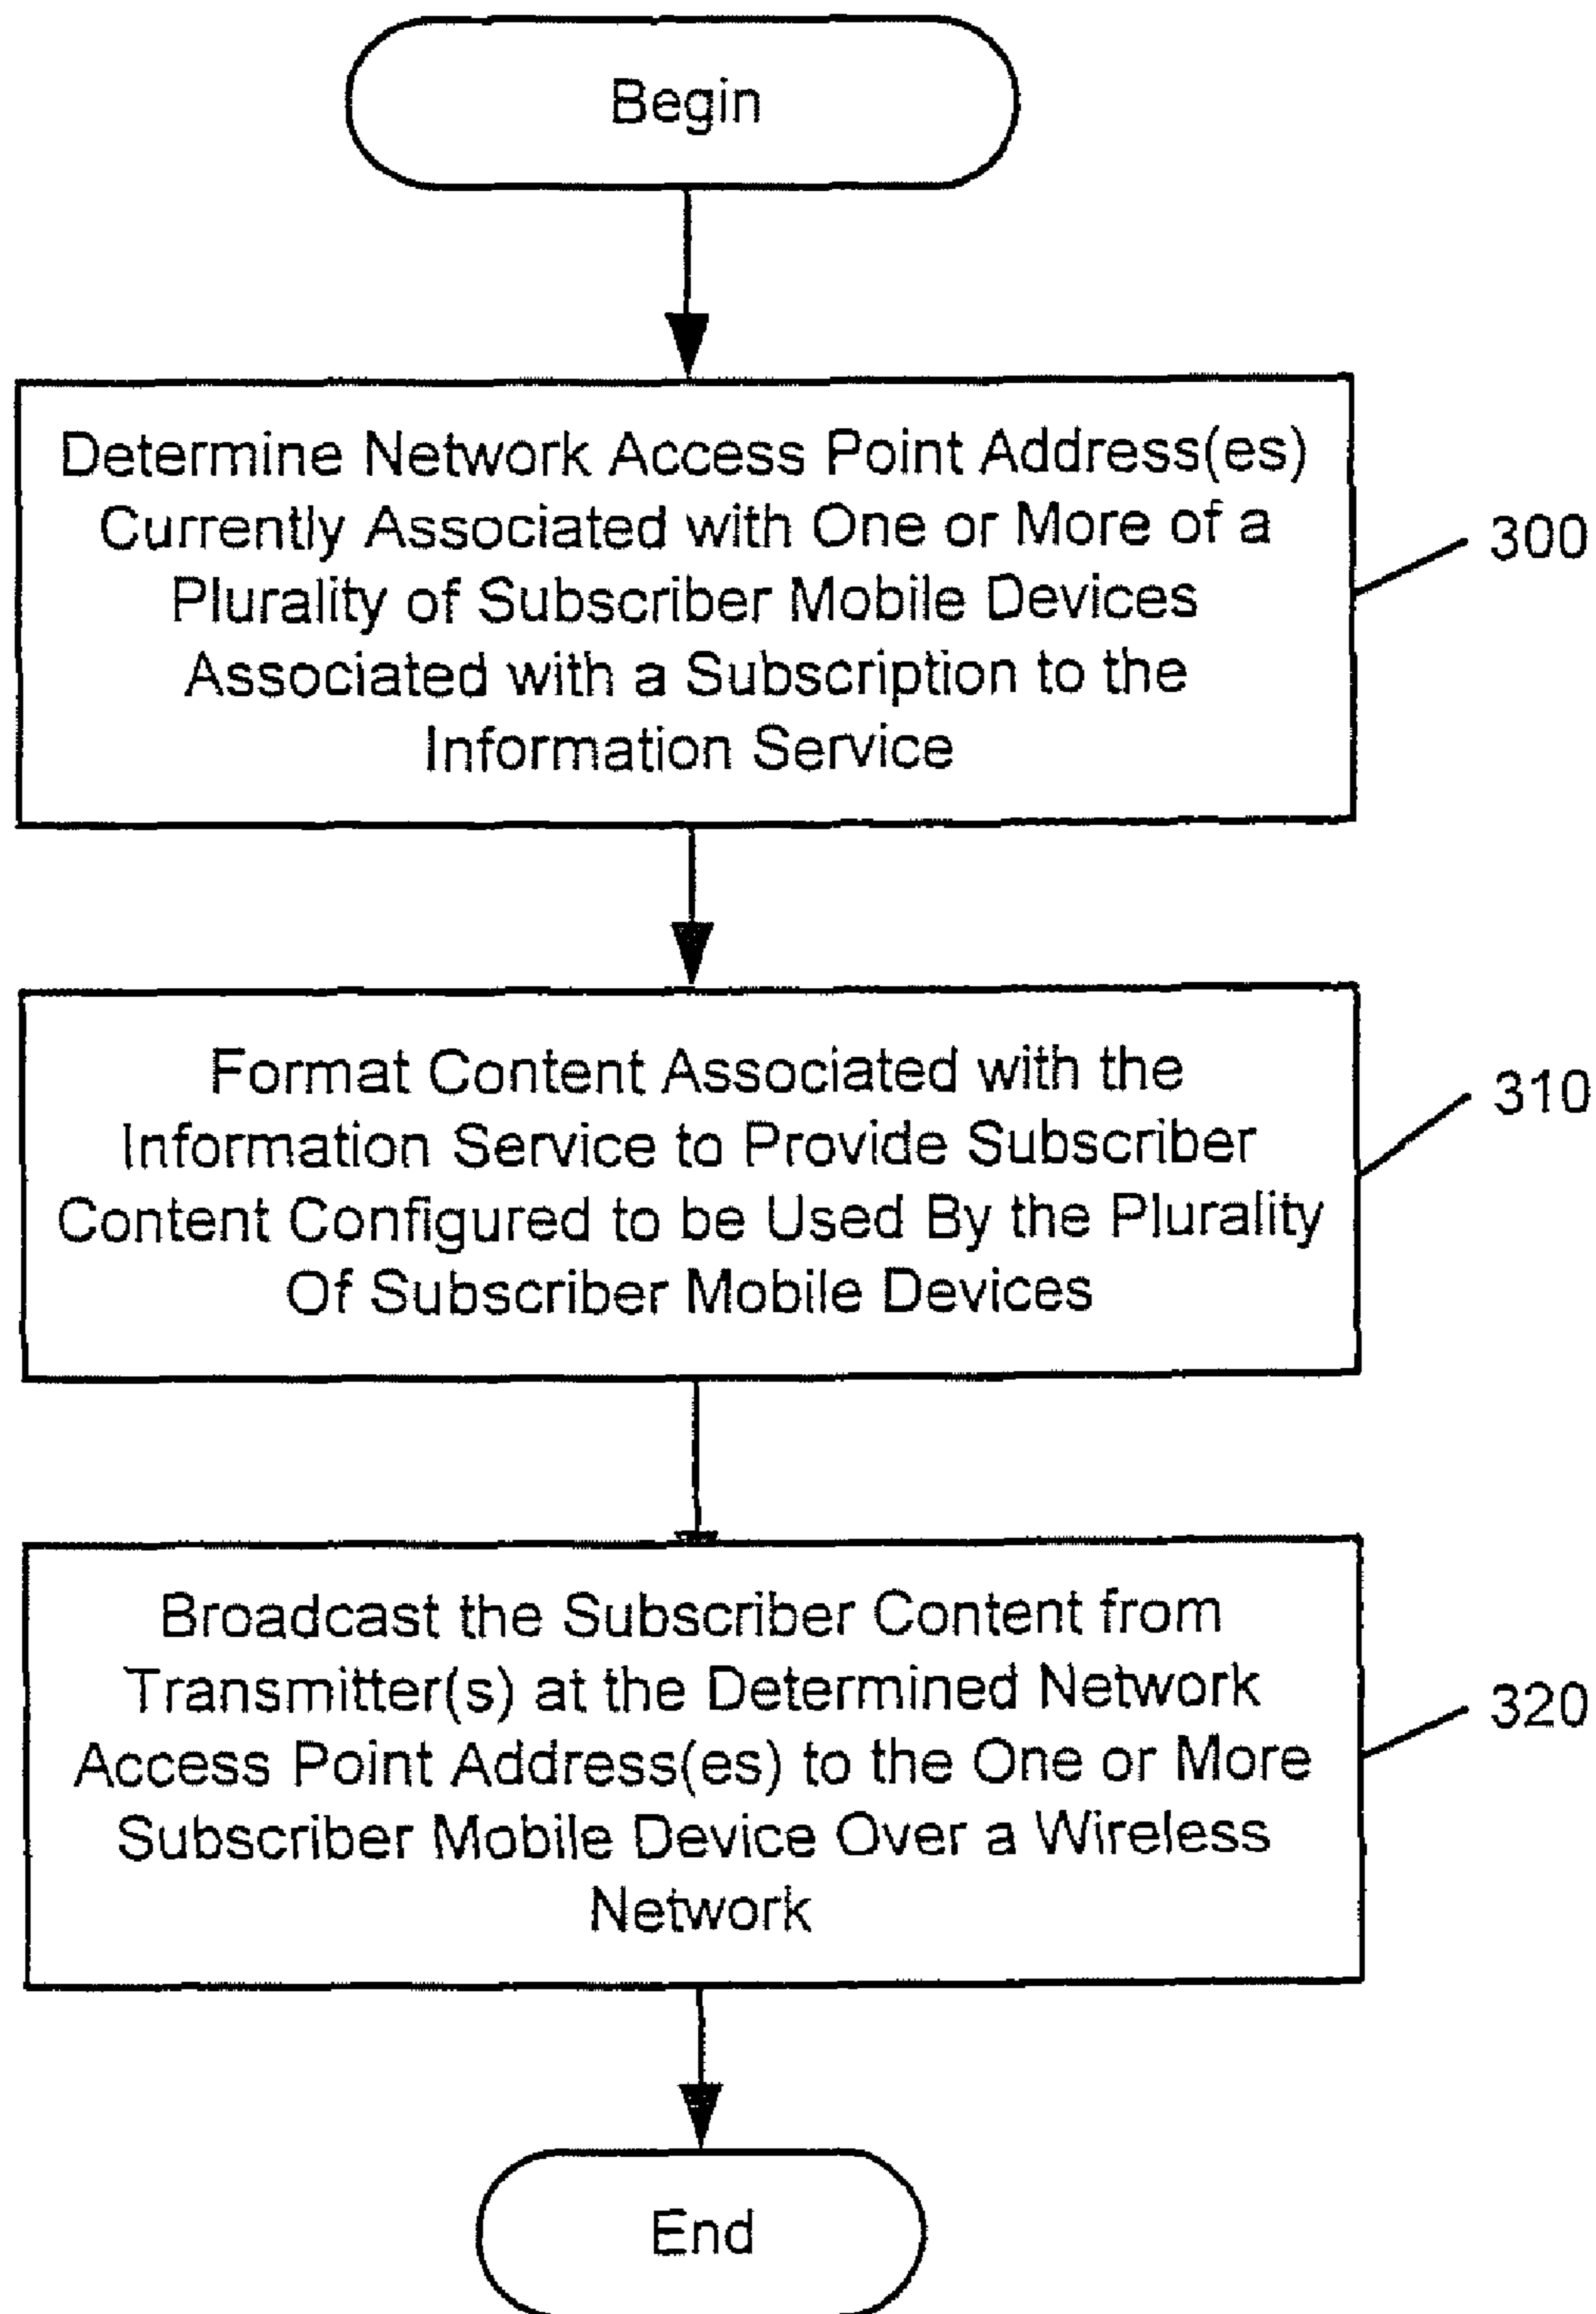 Begin
Determine Network Access Point Address(es)
Currently Associated with One or More of a
Plurality of Subscriber Mobile Devices
Associated with a Subscription to the
Information Service
300
Format Content Associated with the
Information Service to Provide Subscriber
Content Configured to be Used By the Plurality
Of Subscriber Mobile Devices
310
Broadcast the Subscriber Content from
Transmitter(s) at the Determined Network
Access Point Address(es) to the One or More
Subscriber Mobile Device Over a Wireless
Network
320
End